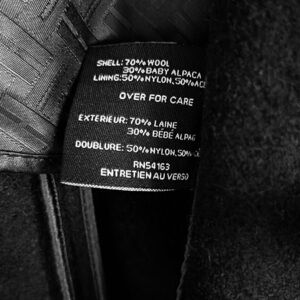 SHELL: 70% WOOL
30% BABY ALPACA
LINING: 50% NYLON, 50%
OVER FOR CARE
EXTERIEUR: 70% LAINE
30% BÉBÉ ALPAG
DOUBLURE: 50% NYLON, 50%
RN54163
ENTRETIEN AU VERSO